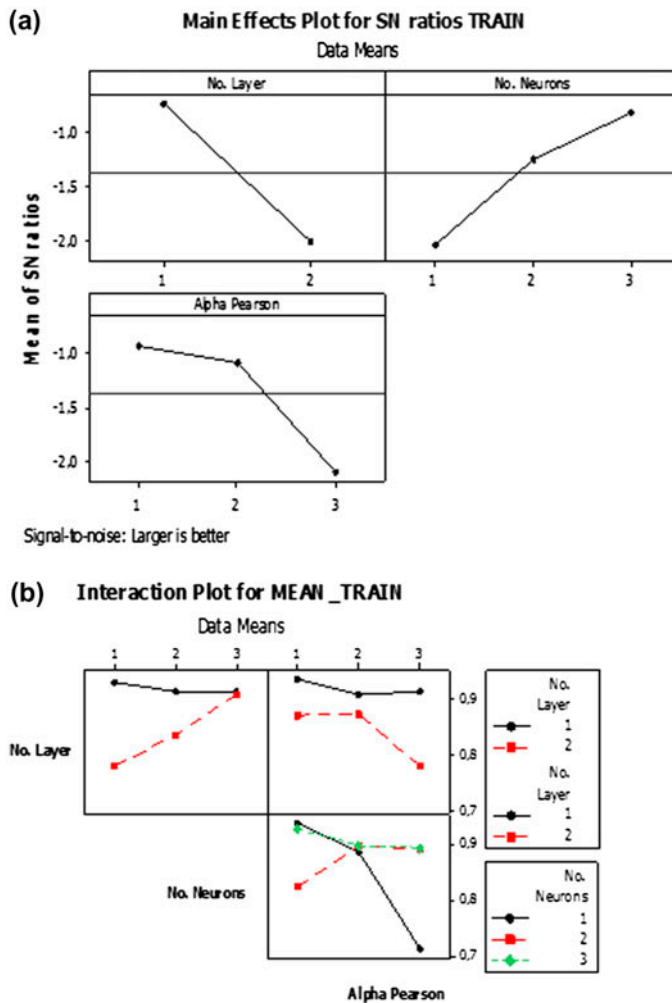 (a) Main Effects Plot for SN ratios TRAIN
Data Means
No. Layer No. Neurons
-1.0
-1.5
-2.0
1 2 1 2 3
Alpha Pearson
-1.0
-1.5
-2.0
1 2 3
Mean of SN ratios
Signal-to-noise: Larger is better
(b) Interaction Plot for MEAN_TRAIN
Data Means
1 2 3 1 2 3
No. Layer
0,9
0,8
0,7
No.
Layer
1
2
No.
Layer
1
2
No. Neurons
0,9
0,8
0,7
No.
Neurons
1
2
3
Alpha Pearson